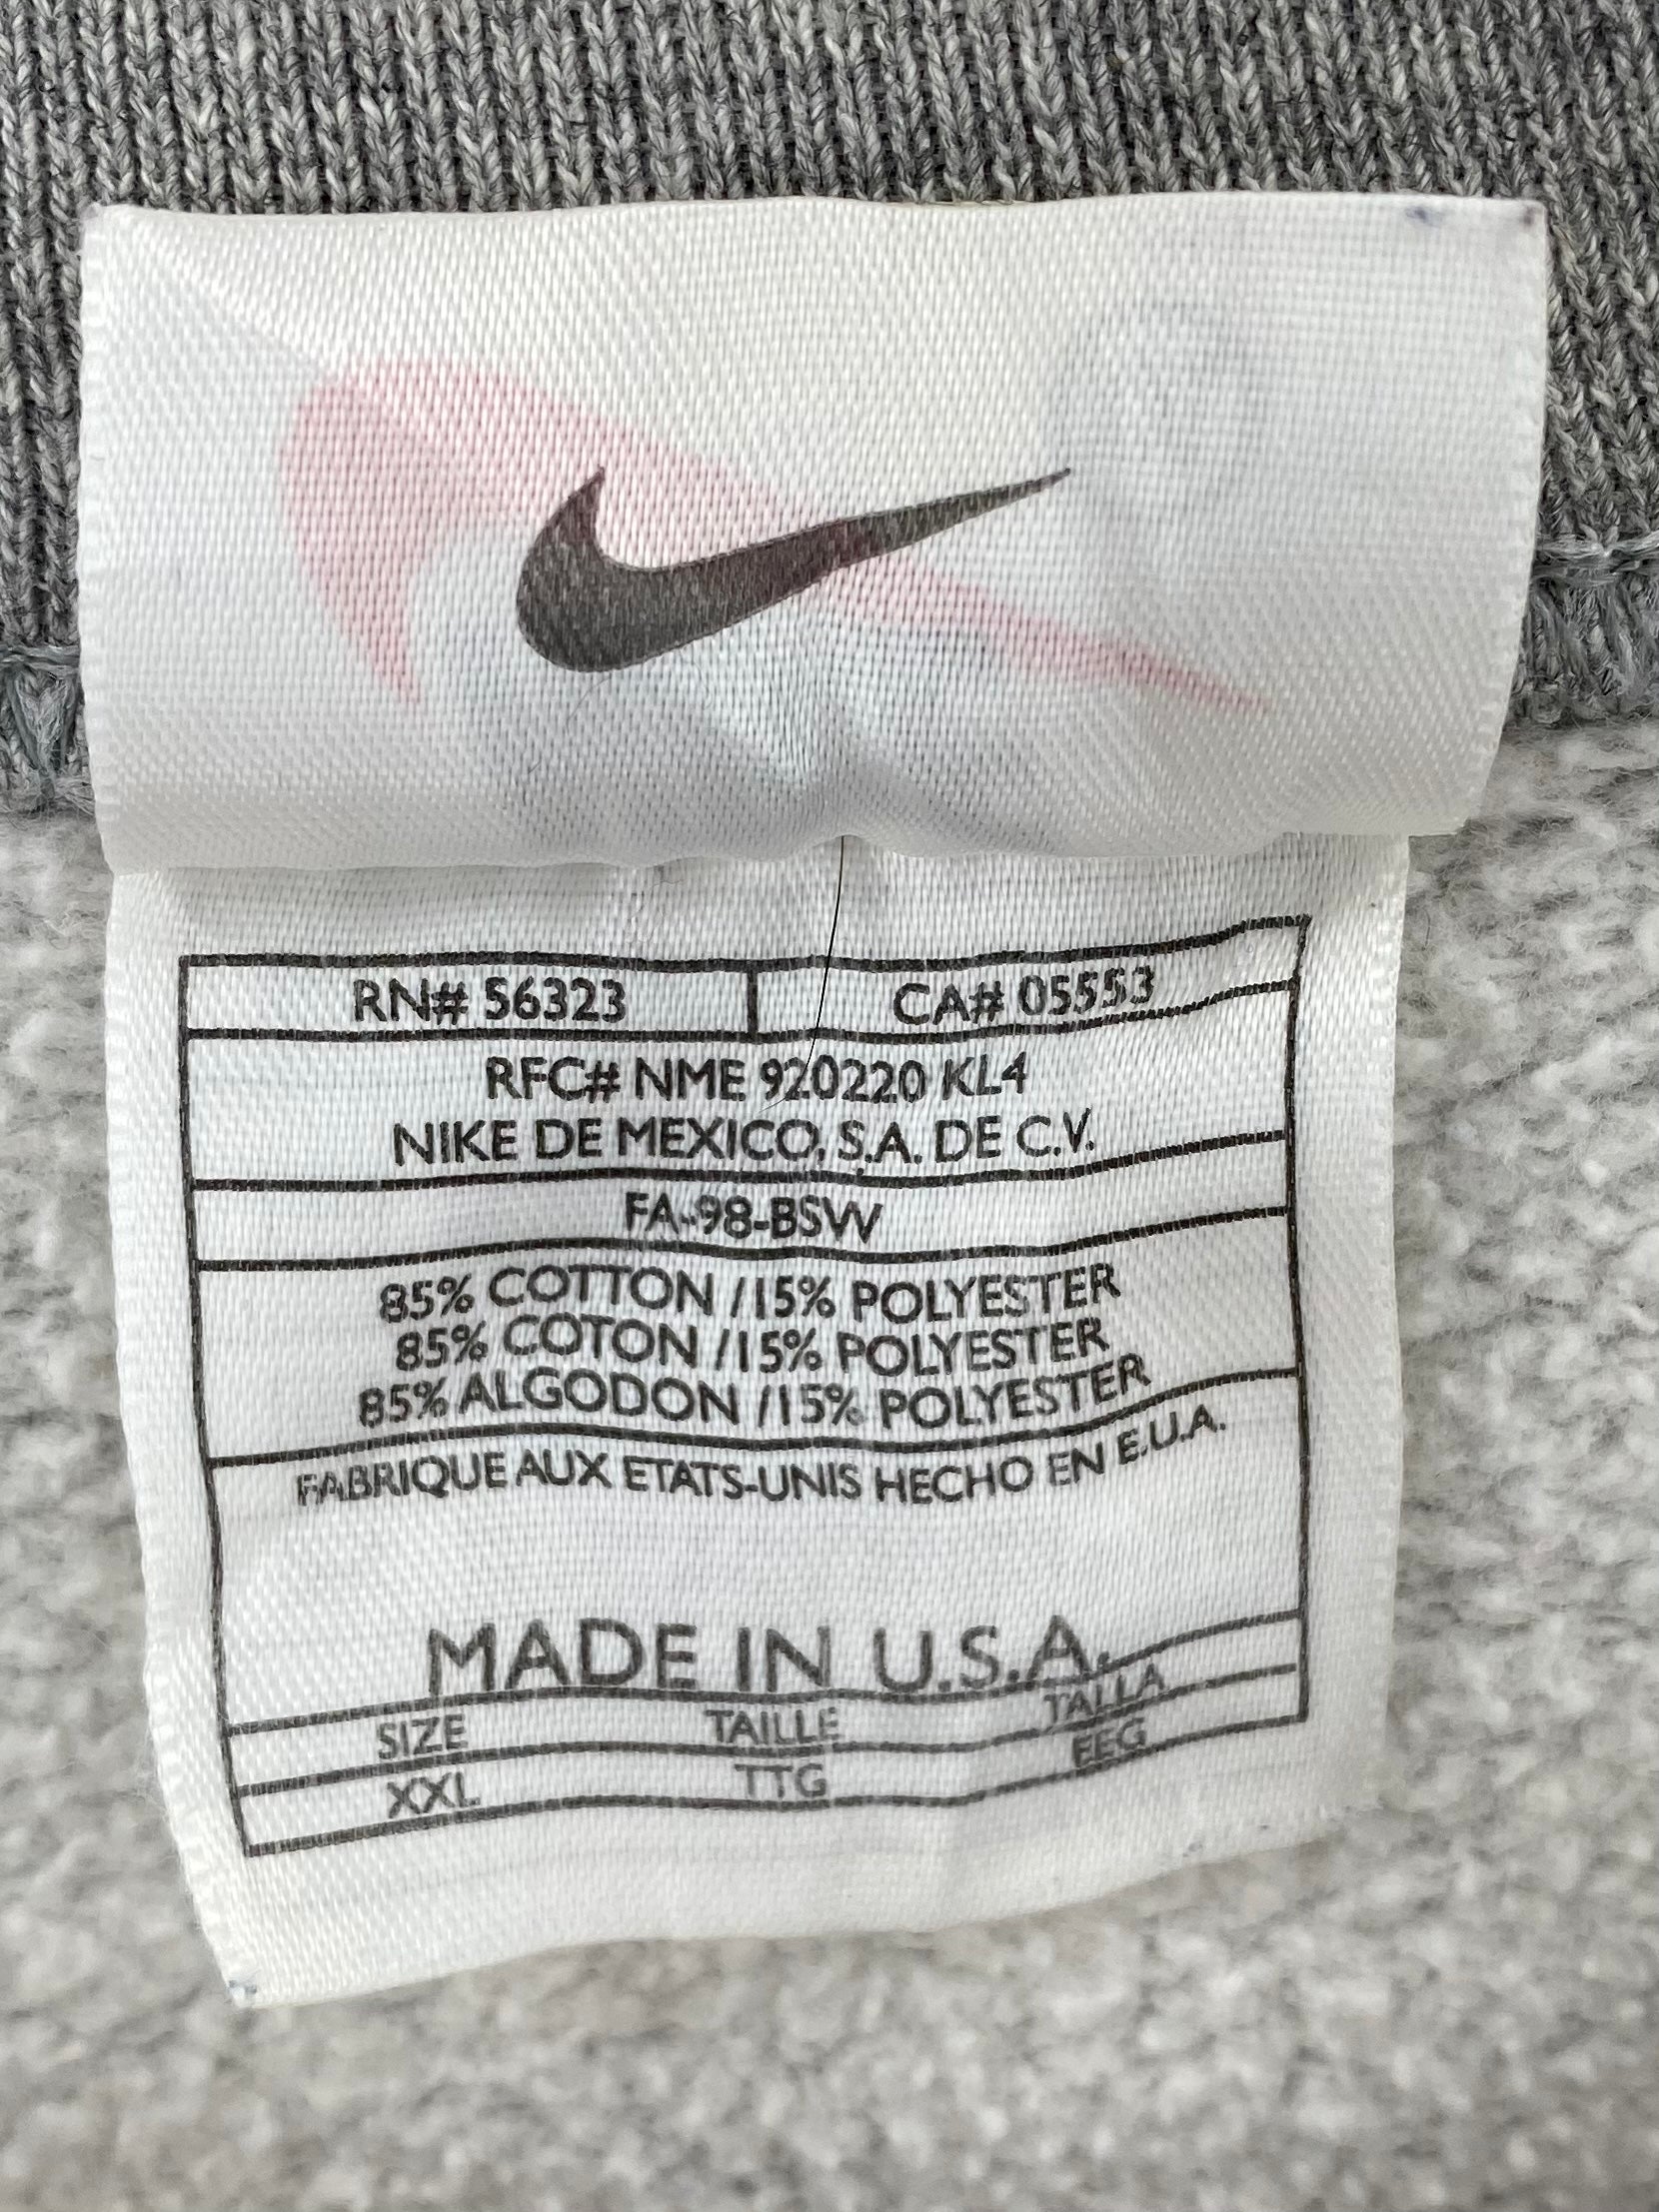 RN# 56323 CA# 05553
RFC# NME 920220 KL4
NIKE DE MEXICO, S.A. DE C.V.
FA-98-BSW
85% COTTON /15% POLYESTER
85% COTON /15% POLYESTER
85% ALGODON /15% POLYESTER
FABRIQUE AUX ETATS-UNIS HECHO EN E.U.A.
MADE IN U.S.A.
SIZE TAILLE TALLA
XXL TTG EEG